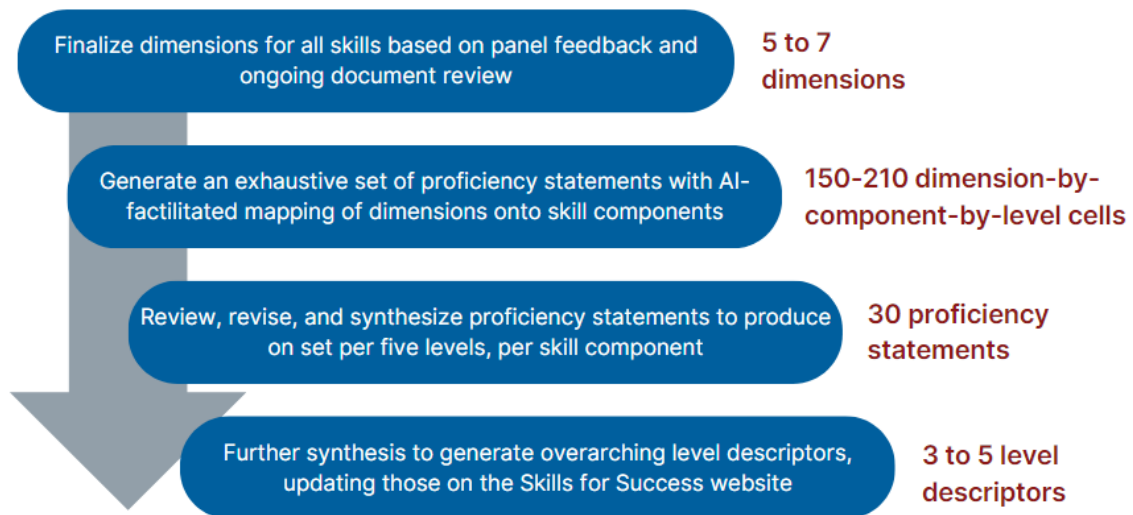 Finalize dimensions for all skills based on panel feedback and
ongoing document review
5 to 7
dimensions
Generate an exhaustive set of proficiency statements with AI-
factilitated mapping of dimensions onto skill components
150-210 dimension-by-
component-by-level cells
Review, revise, and synthesize proficiency statements to produce
on set per five levels, per skill component
30 proficiency
statements
Further synthesis to generate overarching level descriptors,
updating those on the Skills for Success website
3 to 5 level
descriptors